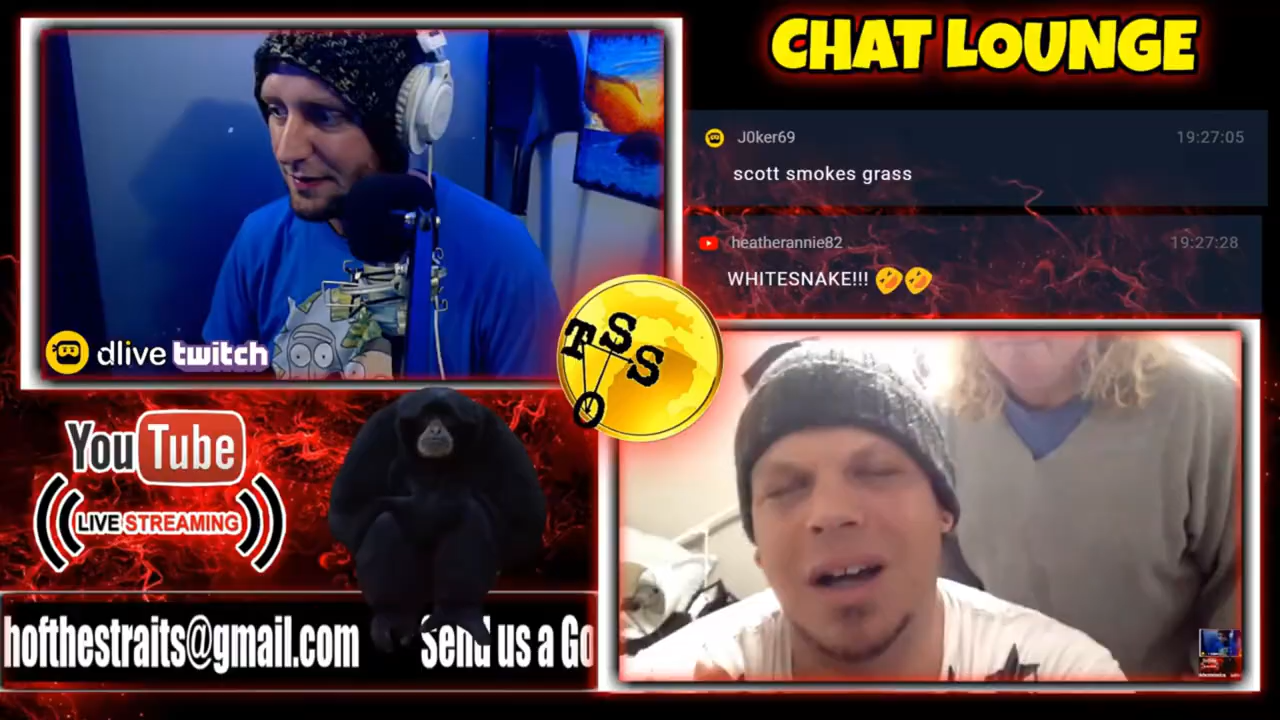 CHAT LOUNGE
J0ker69
19:27:05
scott smokes grass
heatherannie82
19:27:28
WHITESNAKE!!!
dlive twitch
TSS
YouTube
LIVE STREAMING
hofthestraits@gmail.com
Send us a Go